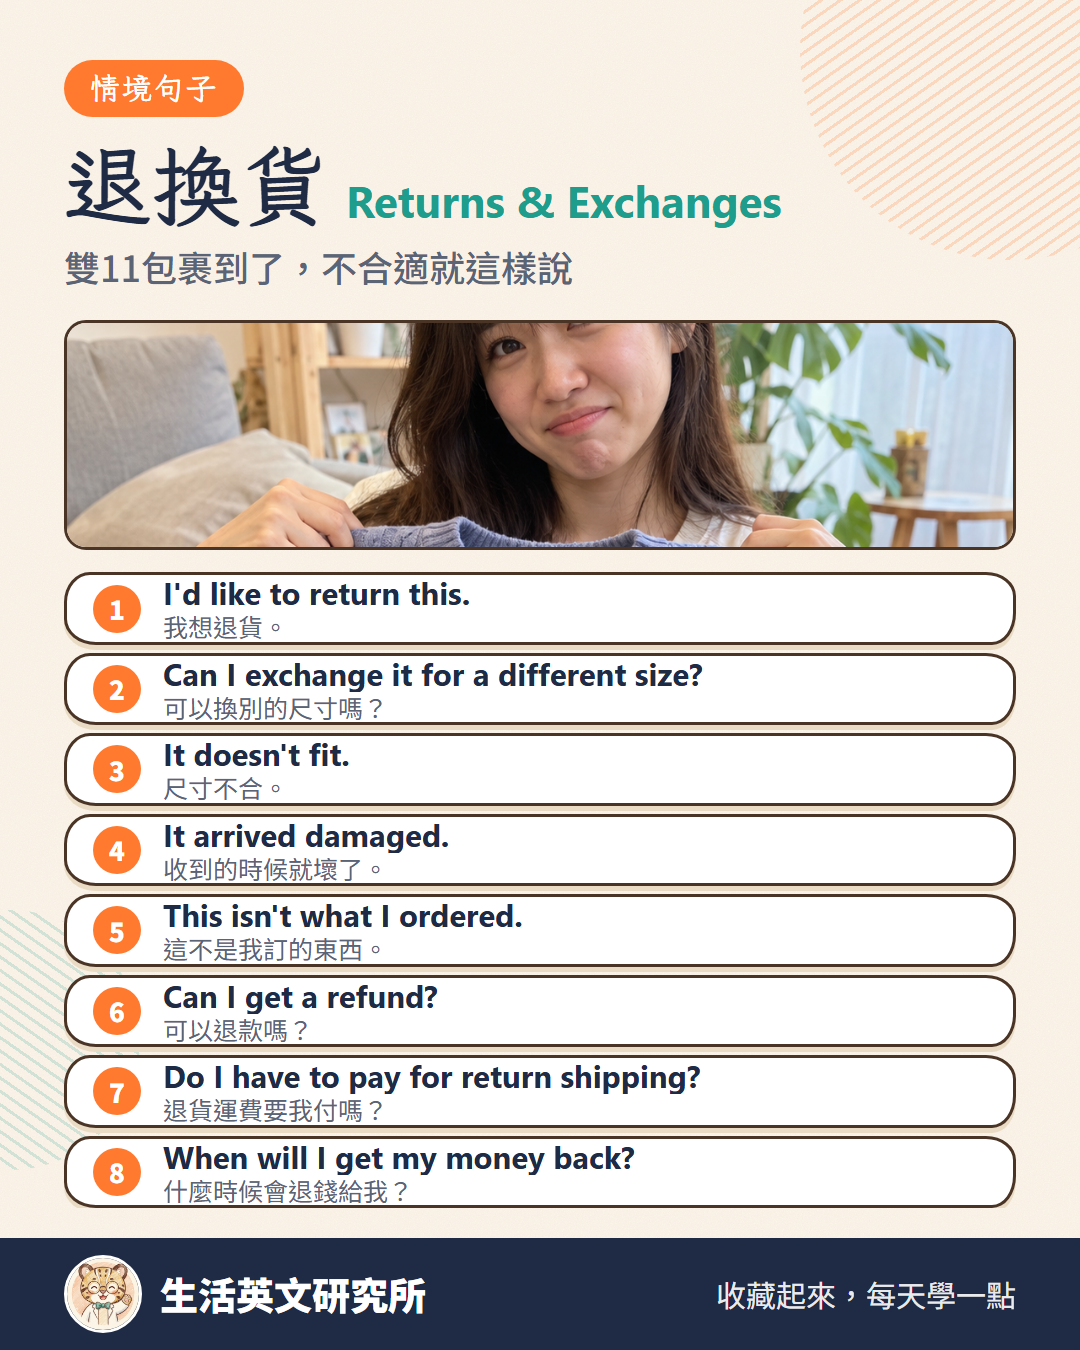 情境句子
退換貨 Returns & Exchanges
雙11包裹到了，不合適就這樣說
1 I'd like to return this.
我想退貨。
2 Can I exchange it for a different size?
可以換別的尺寸嗎？
3 It doesn't fit.
尺寸不合。
4 It arrived damaged.
收到的時候就壞了。
5 This isn't what I ordered.
這不是我訂的東西。
6 Can I get a refund?
可以退款嗎？
7 Do I have to pay for return shipping?
退貨運費要我付嗎？
8 When will I get my money back?
什麼時候會退錢給我？
生活英文研究所
收藏起來，每天學一點